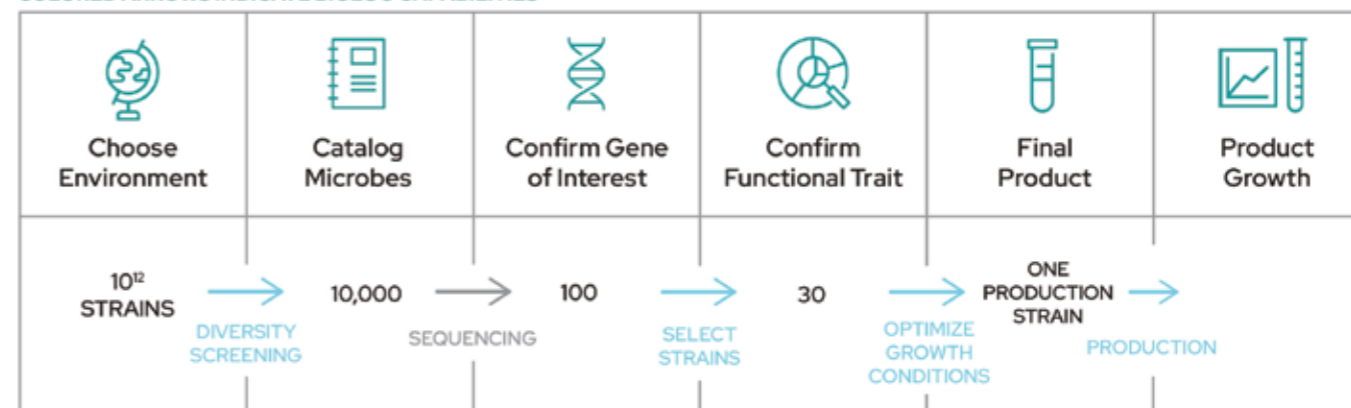 Choose
Environment
Catalog
Microbes
Confirm Gene
of Interest
Confirm
Functional Trait
Final
Product
Product
Growth
10¹²
STRAINS
DIVERSITY
SCREENING
10,000
SEQUENCING
100
SELECT
STRAINS
30
OPTIMIZE
GROWTH
CONDITIONS
ONE
PRODUCTION
STRAIN
PRODUCTION